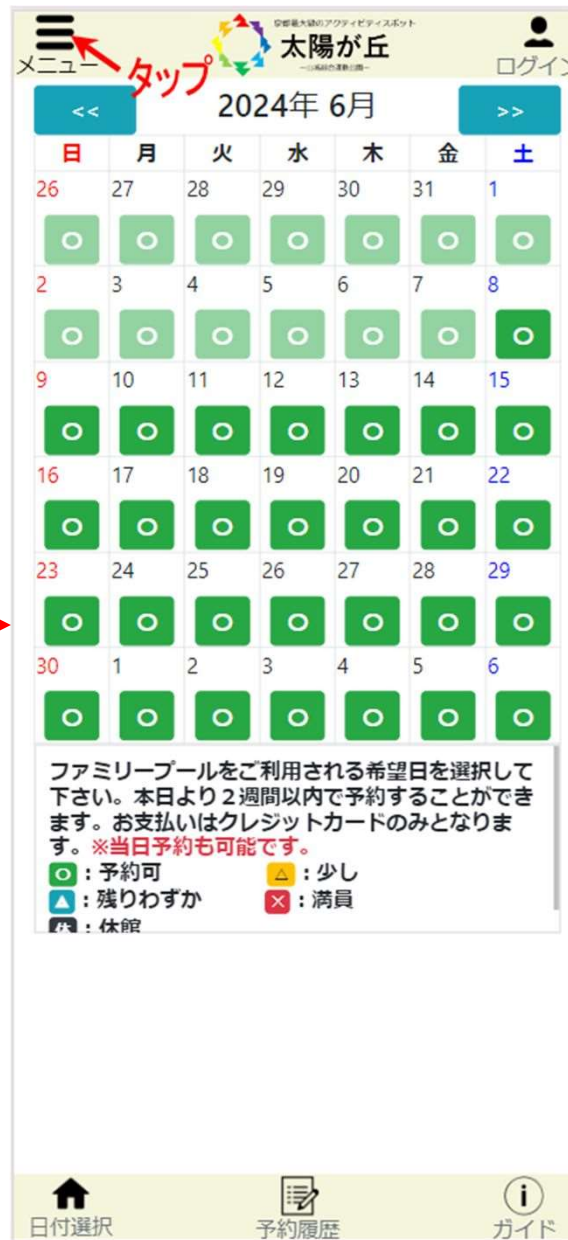 京都最大級のアクティビティスポット
メニュー タップ 太陽が丘 ログイン
<< 2024年 6月 >>
日 月 火 水 木 金 土
26 27 28 29 30 31 1
○ ○ ○ ○ ○ ○ ○
2 3 4 5 6 7 8
○ ○ ○ ○ ○ ○ ○
9 10 11 12 13 14 15
○ ○ ○ ○ ○ ○ ○
16 17 18 19 20 21 22
○ ○ ○ ○ ○ ○ ○
23 24 25 26 27 28 29
○ ○ ○ ○ ○ ○ ○
30 1 2 3 4 5 6
○ ○ ○ ○ ○ ○ ○
ファミリープールをご利用される希望日を選択して
下さい。本日より2週間以内で予約することができ
ます。お支払いはクレジットカードのみとなりま
す。※当日予約も可能です。
○：予約可 △：少し
▲：残りわずか ×：満員
休：休館
日付選択 予約履歴 ガイド